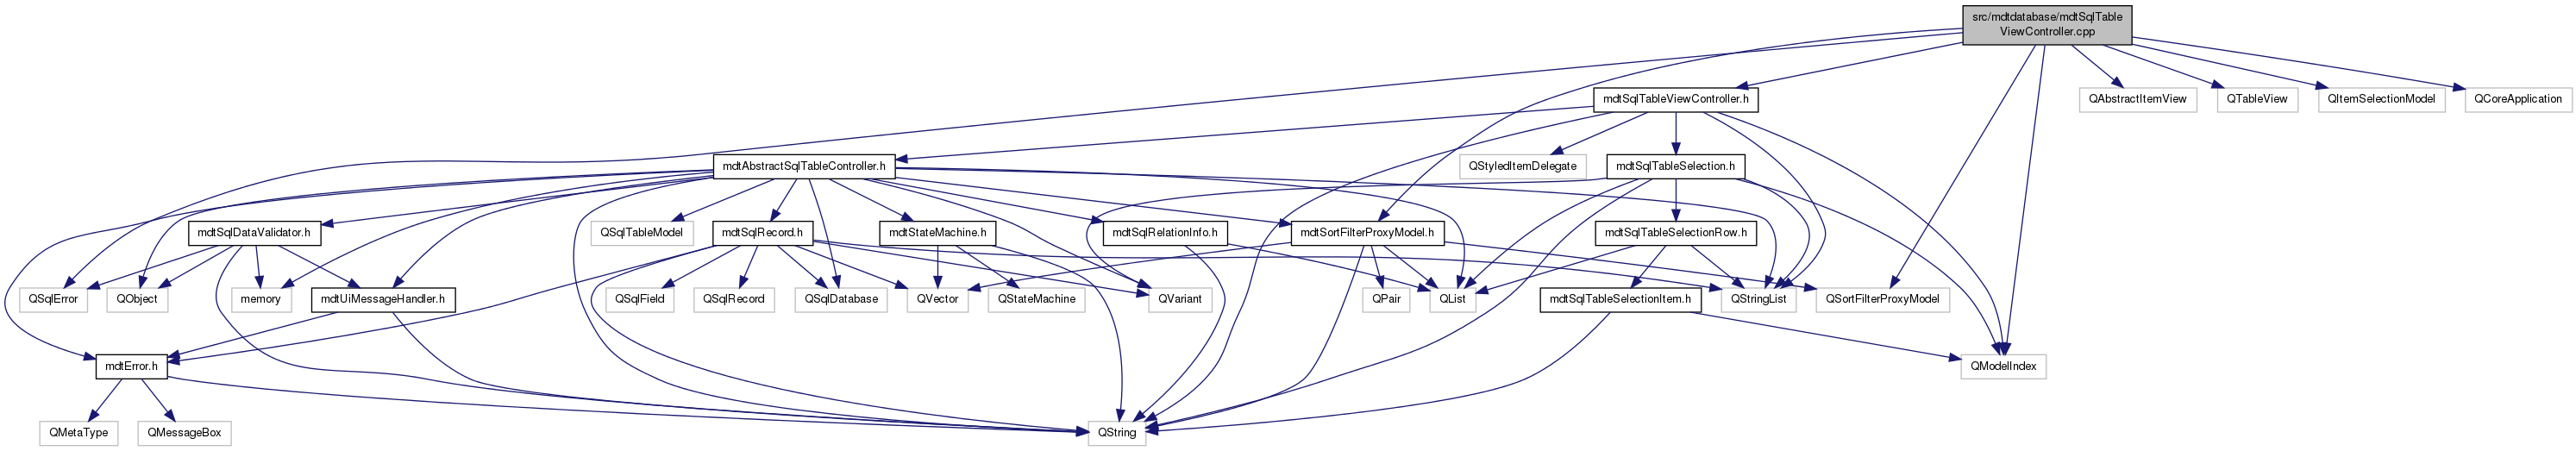 src/mdtdatabase/mdtSqlTable
ViewController.cpp
mdtSqlTableViewController.h
QAbstractItemView
QTableView
QItemSelectionModel
QCoreApplication
mdtAbstractSqlTableController.h
QStyledItemDelegate
mdtSqlTableSelection.h
mdtSqlDataValidator.h
QSqlTableModel
mdtSqlRecord.h
mdtStateMachine.h
mdtSqlRelationInfo.h
mdtSortFilterProxyModel.h
mdtSqlTableSelectionRow.h
QSqlError
QObject
memory
mdtUiMessageHandler.h
QSqlField
QSqlRecord
QSqlDatabase
QVector
QStateMachine
QVariant
QPair
QList
mdtSqlTableSelectionItem.h
QStringList
QSortFilterProxyModel
mdtError.h
QModelIndex
QMetaType
QMessageBox
QString